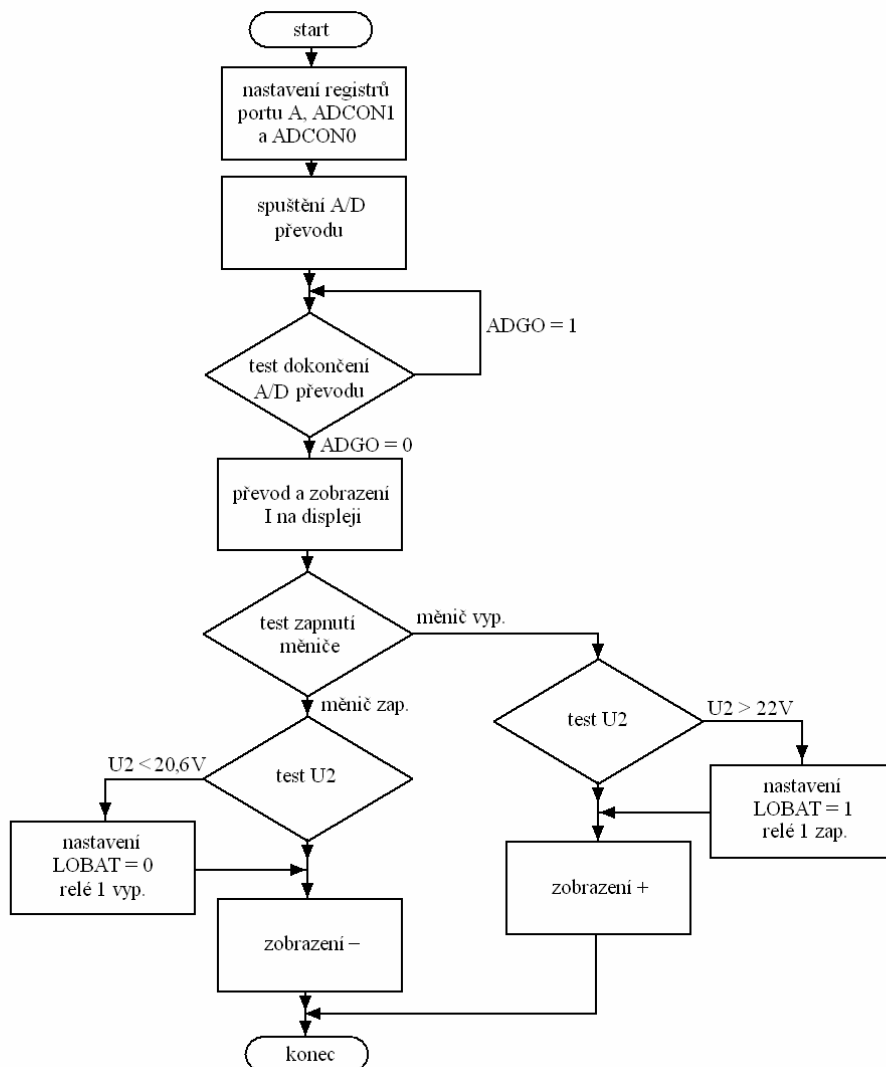 start
nastavení registrů
portu A, ADCON1
a ADCON0
spuštění A/D
převodu
ADGO = 1
test dokončení
A/D převodu
ADGO = 0
převod a zobrazení
I na displeji
test zapnutí
měniče
měnič vyp.
měnič zap.
test U2
U2 > 22V
U2 < 20,6V
test U2
nastavení
LOBAT = 1
relé 1 zap.
nastavení
LOBAT = 0
relé 1 vyp.
zobrazení +
zobrazení −
konec